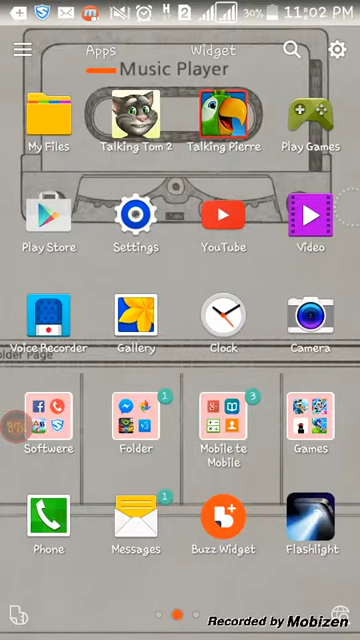 30% 11:02 PM
Apps Widget
Music Player
My Files Talking Tom 2 Talking Pierre Play Games
Play Store Settings YouTube Video
Voice Recorder Gallery Clock Camera
older Page
1 3
Softwere Folder Mobile te Mobile Games
1
Phone Messages Buzz Widget Flashlight
Recorded by Mobizen